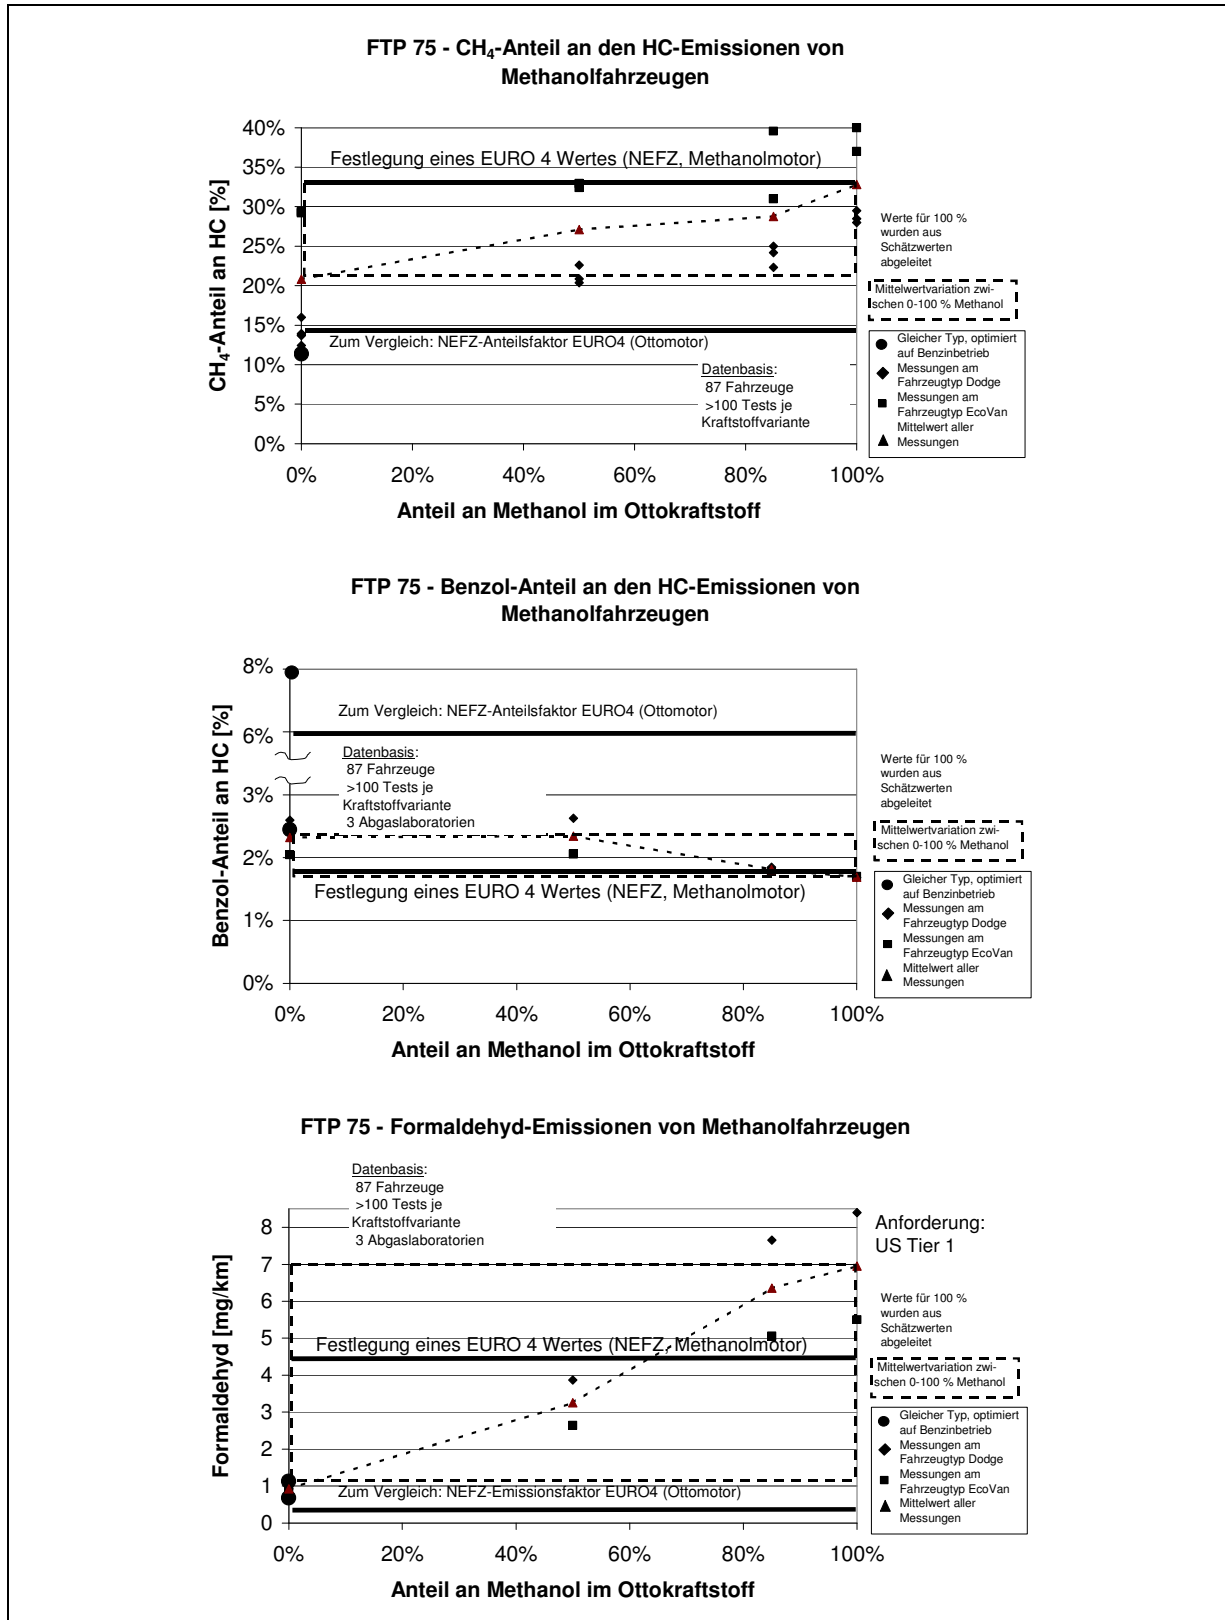 FTP 75 - CH₄-Anteil an den HC-Emissionen von
Methanolfahrzeugen
CH₄-Anteil an HC [%]
40%
35%
30%
25%
20%
15%
10%
5%
0%
Festlegung eines EURO 4 Wertes (NEFZ, Methanolmotor)
Zum Vergleich: NEFZ-Anteilsfaktor EURO4 (Ottomotor)
Datenbasis:
87 Fahrzeuge
>100 Tests je
Kraftstoffvariante
0% 20% 40% 60% 80% 100%
Anteil an Methanol im Ottokraftstoff
Werte für 100 %
wurden aus
Schätzwerten
abgeleitet
Mittelwertvariation zwi-
schen 0-100 % Methanol
Gleicher Typ, optimiert
auf Benzinbetrieb
Messungen am
Fahrzeugtyp Dodge
Messungen am
Fahrzeugtyp EcoVan
Mittelwert aller
Messungen
FTP 75 - Benzol-Anteil an den HC-Emissionen von
Methanolfahrzeugen
Benzol-Anteil an HC [%]
8%
6%
3%
2%
1%
0%
Zum Vergleich: NEFZ-Anteilsfaktor EURO4 (Ottomotor)
Datenbasis:
87 Fahrzeuge
>100 Tests je
Kraftstoffvariante
3 Abgaslaboratorien
Festlegung eines EURO 4 Wertes (NEFZ, Methanolmotor)
0% 20% 40% 60% 80% 100%
Anteil an Methanol im Ottokraftstoff
Werte für 100 %
wurden aus
Schätzwerten
abgeleitet
Mittelwertvariation zwi-
schen 0-100 % Methanol
Gleicher Typ, optimiert
auf Benzinbetrieb
Messungen am
Fahrzeugtyp Dodge
Messungen am
Fahrzeugtyp EcoVan
Mittelwert aller
Messungen
FTP 75 - Formaldehyd-Emissionen von Methanolfahrzeugen
Datenbasis:
87 Fahrzeuge
>100 Tests je
Kraftstoffvariante
3 Abgaslaboratorien
Formaldehyd [mg/km]
8
7
6
5
4
3
2
1
0
Festlegung eines EURO 4 Wertes (NEFZ, Methanolmotor)
Zum Vergleich: NEFZ-Emissionsfaktor EURO4 (Ottomotor)
0% 20% 40% 60% 80% 100%
Anteil an Methanol im Ottokraftstoff
Anforderung:
US Tier 1
Werte für 100 %
wurden aus
Schätzwerten
abgeleitet
Mittelwertvariation zwi-
schen 0-100 % Methanol
Gleicher Typ, optimiert
auf Benzinbetrieb
Messungen am
Fahrzeugtyp Dodge
Messungen am
Fahrzeugtyp EcoVan
Mittelwert aller
Messungen